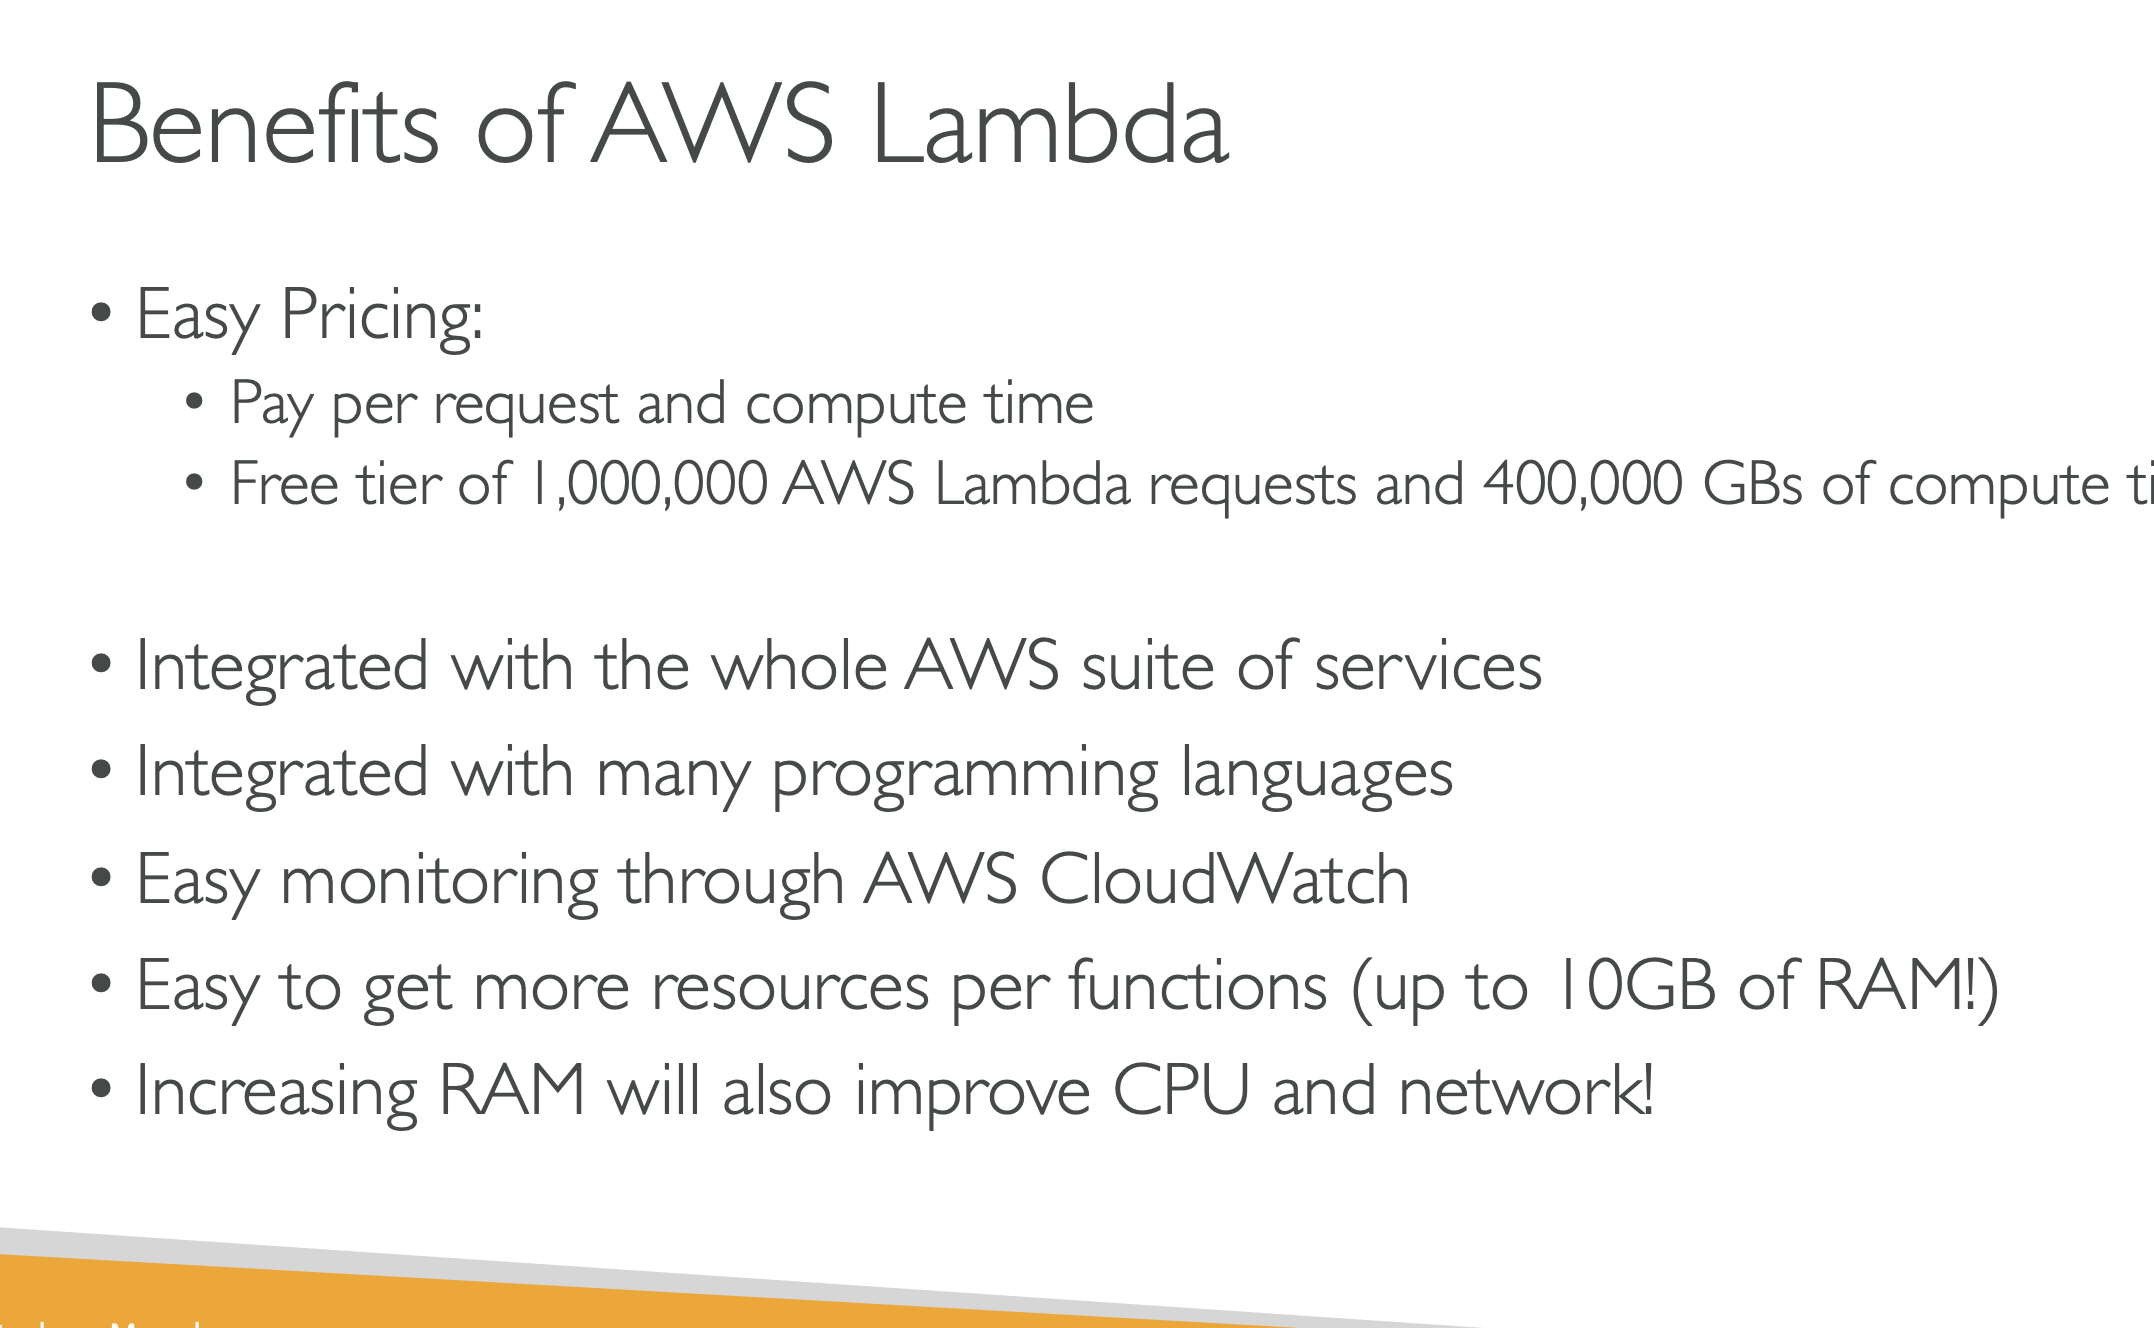 Benefits of AWS Lambda
• Easy Pricing:
• Pay per request and compute time
• Free tier of 1,000,000 AWS Lambda requests and 400,000 GBs of compute
• Integrated with the whole AWS suite of services
• Integrated with many programming languages
• Easy monitoring through AWS CloudWatch
• Easy to get more resources per functions (up to 10GB of RAM!)
• Increasing RAM will also improve CPU and network!